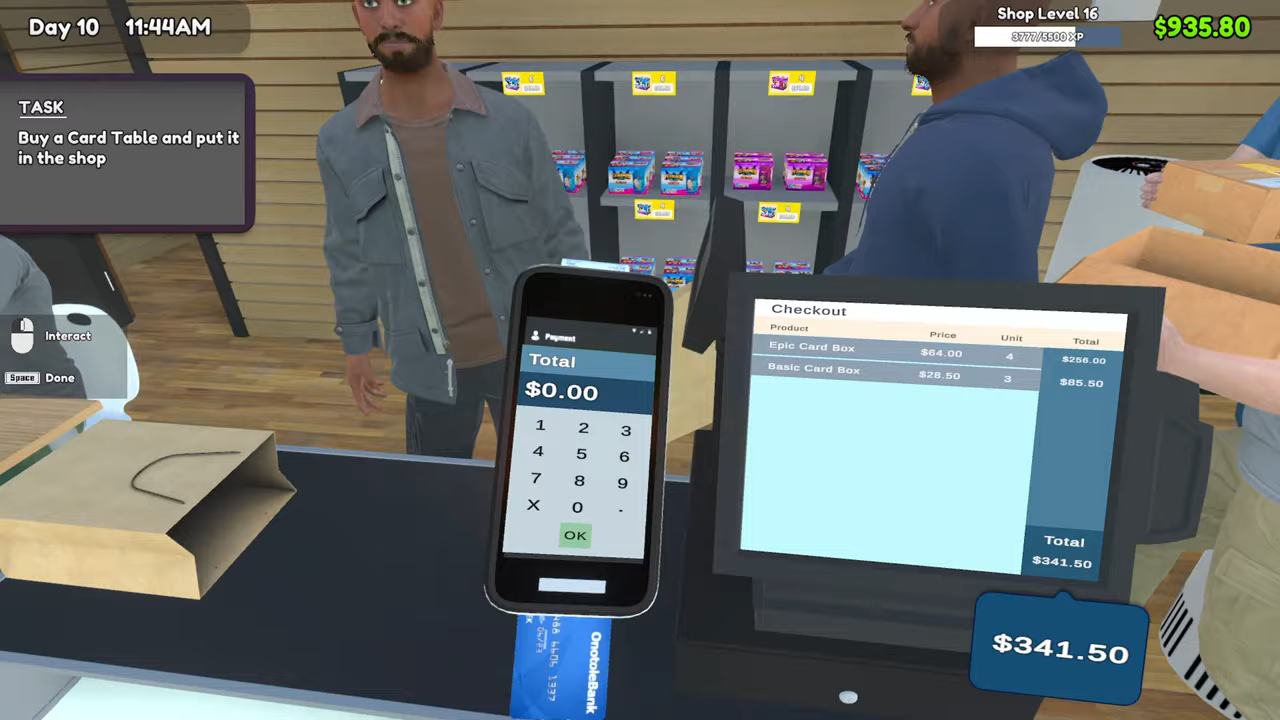 Day 10 11:44AM
Shop Level 16
3777/5500 XP
$935.80
TASK
Buy a Card Table and put it
in the shop
Interact
Space Done
Payment
Total
$0.00
1 2 3
4 5 6
7 8 9
X 0 .
OK
Checkout
Product Price Unit Total
Epic Card Box $64.00 4 $256.00
Basic Card Box $28.50 3 $85.50
Total
$341.50
$341.50
OnotoleBank